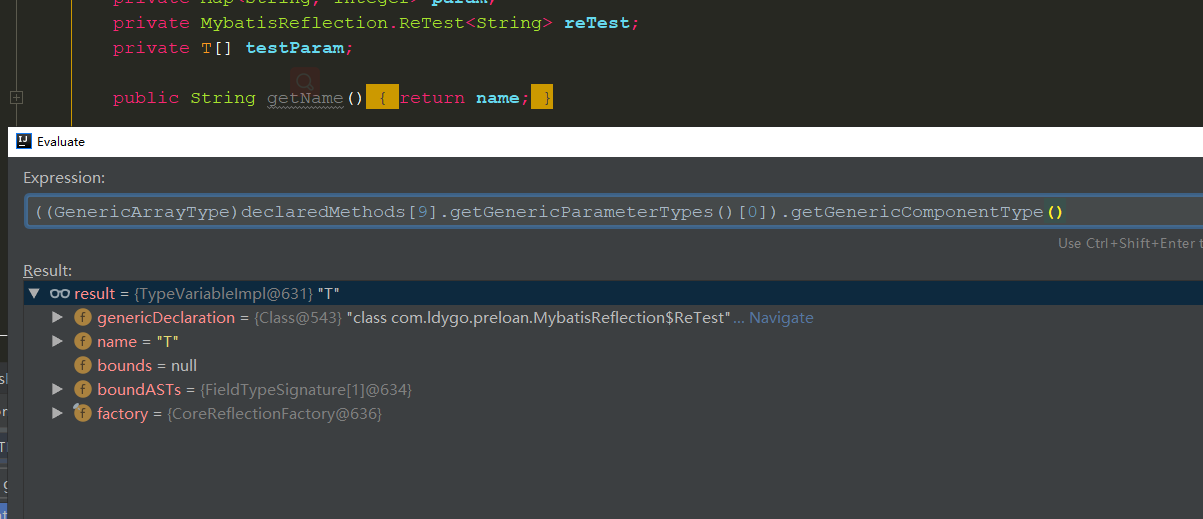 private Map<String, Integer> param;
private MybatisReflection.ReTest<String> reTest;
private T[] testParam;
public String getName() { return name; }
Evaluate
Expression:
((GenericArrayType)declaredMethods[9].getGenericParameterTypes()[0]).getGenericComponentType()
Use Ctrl+Shift+Enter t
Result:
result = {TypeVariableImpl@631} "T"
genericDeclaration = {Class@543} "class com.ldygo.preloan.MybatisReflection$ReTest"... Navigate
name = "T"
bounds = null
boundASTs = {FieldTypeSignature[1]@634}
factory = {CoreReflectionFactory@636}